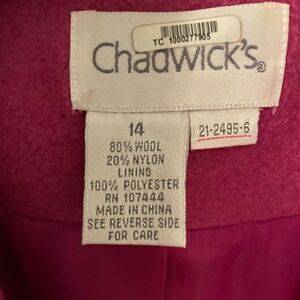 TC 1000277905
Chadwick's®
14
21-2495-6
80% WOOL
20% NYLON
LINING
100% POLYESTER
RN 107444
MADE IN CHINA
SEE REVERSE SIDE
FOR CARE